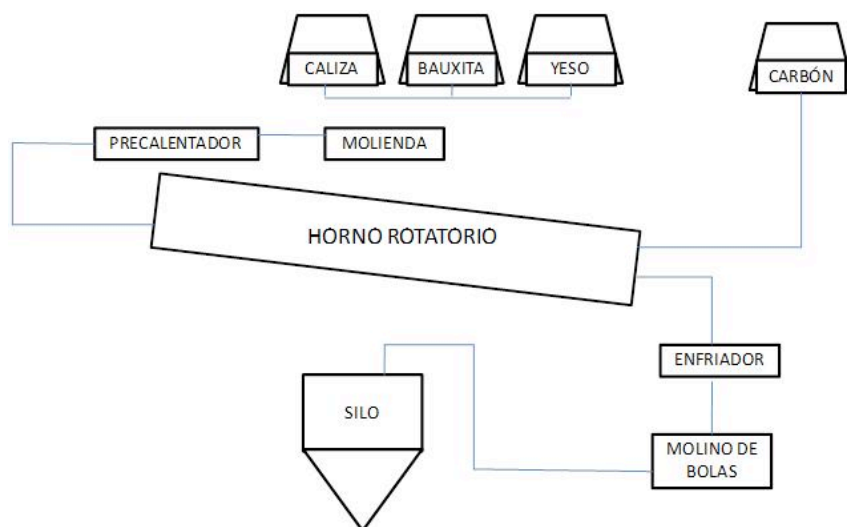 CALIZA
BAUXITA
YESO
CARBÓN
PRECALENTADOR
MOLIENDA
HORNO ROTATORIO
ENFRIADOR
SILO
MOLINO DE
BOLAS